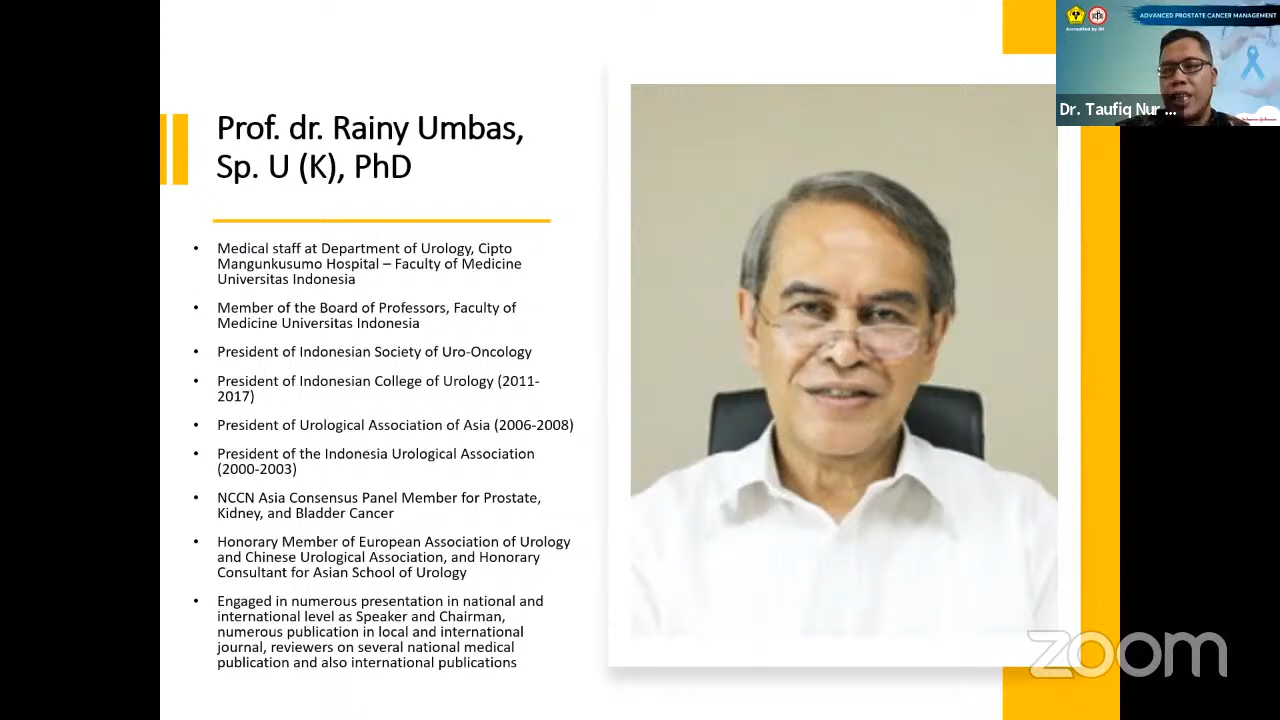 Prof. dr. Rainy Umbas,
Sp. U (K), PhD
• Medical staff at Department of Urology, Cipto
Mangunkusumo Hospital – Faculty of Medicine
Universitas Indonesia
• Member of the Board of Professors, Faculty of
Medicine Universitas Indonesia
• President of Indonesian Society of Uro-Oncology
• President of Indonesian College of Urology (2011-
2017)
• President of Urological Association of Asia (2006-2008)
• President of the Indonesia Urological Association
(2000-2003)
• NCCN Asia Consensus Panel Member for Prostate,
Kidney, and Bladder Cancer
• Honorary Member of European Association of Urology
and Chinese Urological Association, and Honorary
Consultant for Asian School of Urology
• Engaged in numerous presentation in national and
international level as Speaker and Chairman,
numerous publication in local and international
journal, reviewers on several national medical
publication and also international publications
ADVANCED PROSTATE CANCER MANAGEMENT
Accredited by IDI
Dr. Taufiq Nur ...
zoom